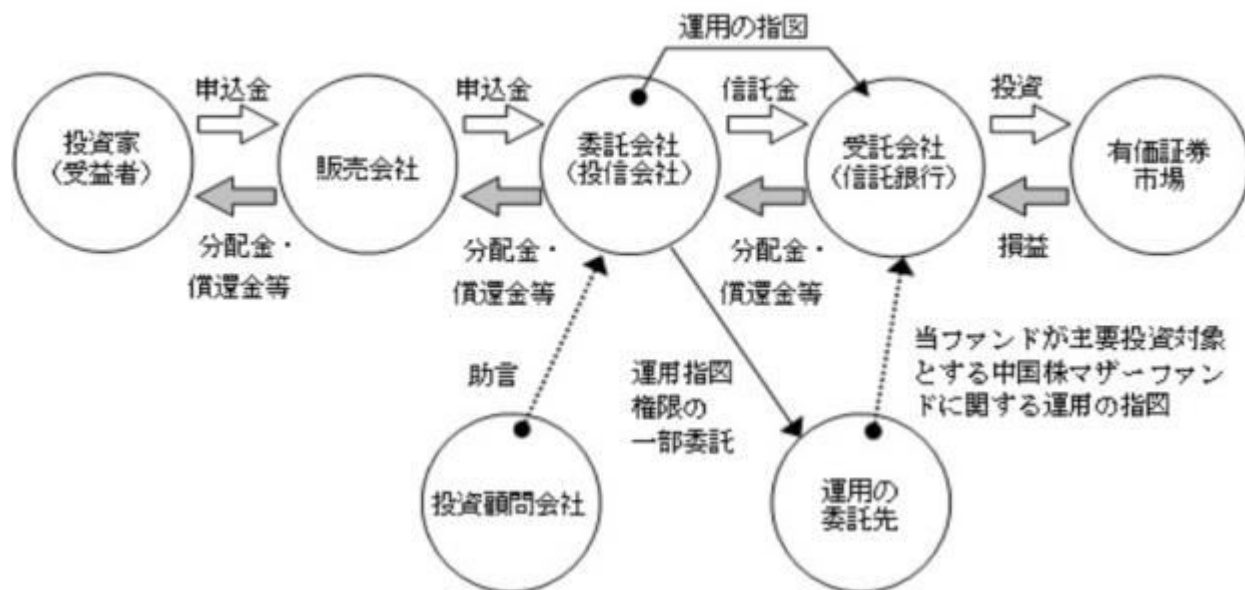 運用の指図
申込金
申込金
信託金
投資
投資家
〈受益者〉
販売会社
委託会社
〈投信会社〉
受託会社
〈信託銀行〉
有価証券
市場
分配金・
償還金等
分配金・
償還金等
分配金・
償還金等
損益
助言
運用指図
権限の
一部委託
当ファンドが主要投資対象
とする中国株マザーファン
ドに関する運用の指図
投資顧問会社
運用の
委託先